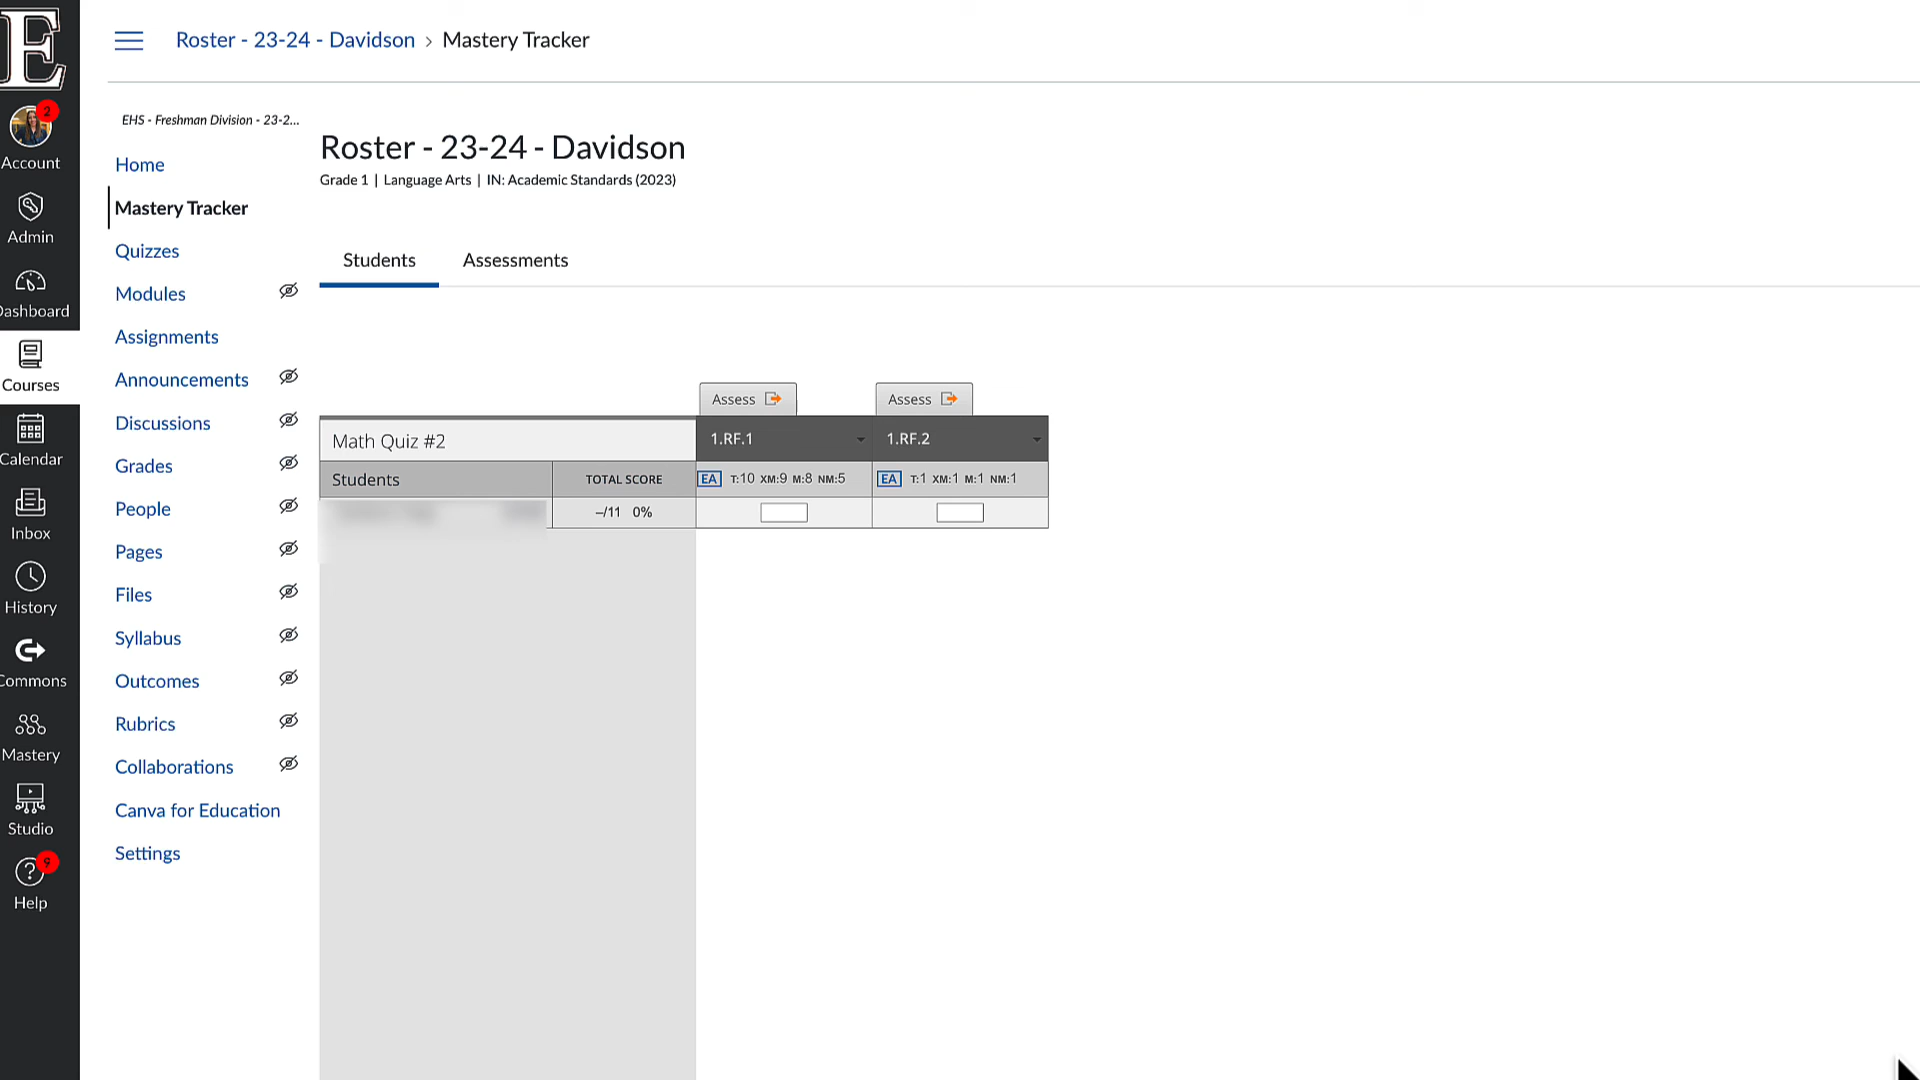 E
Roster - 23-24 - Davidson › Mastery Tracker
2
Account
Admin
Dashboard
Courses
Calendar
Inbox
History
Commons
Mastery
Studio
9
Help
EHS - Freshman Division - 23-2...
Home
Mastery Tracker
Quizzes
Modules
Assignments
Announcements
Discussions
Grades
People
Pages
Files
Syllabus
Outcomes
Rubrics
Collaborations
Canva for Education
Settings
Roster - 23-24 - Davidson
Grade 1 | Language Arts | IN: Academic Standards (2023)
Students Assessments
Assess Assess
Math Quiz #2 1.RF.1 1.RF.2
Students TOTAL SCORE EA T:10 XM:9 M:8 NM:5 EA T:1 XM:1 M:1 NM:1
–/11 0%